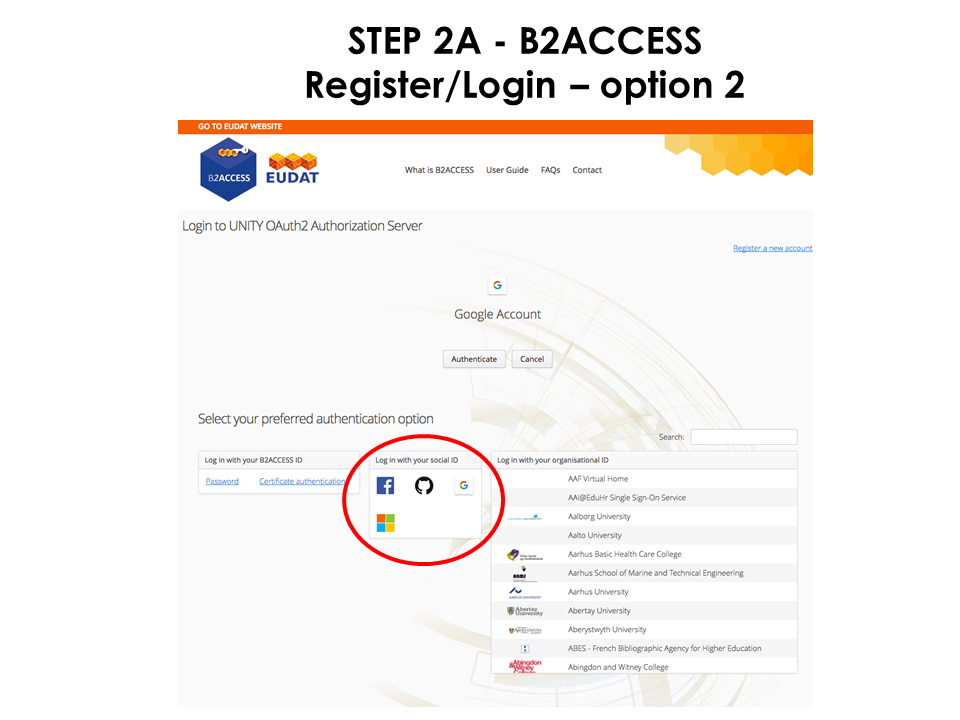 STEP 2A - B2ACCESS
Register/Login – option 2
GO TO EUDAT WEBSITE
B2ACCESS
EUDAT
What is B2ACCESS User Guide FAQs Contact
Login to UNITY OAuth2 Authorization Server
Register a new account
Google Account
Authenticate Cancel
Select your preferred authentication option
Search:
Log in with your B2ACCESS ID
Password Certificate authentication
Log in with your social ID
Log in with your organisational ID
AAF Virtual Home
AAI@EduHr Single Sign-On Service
Aalborg University
Aalto University
Aarhus Basic Health Care College
Aarhus School of Marine and Technical Engineering
Aarhus University
Abertay University
Abertay University
Aberystwyth University
ABES - French Bibliographic Agency for Higher Education
Abingdon & Witney College
Abingdon and Witney College